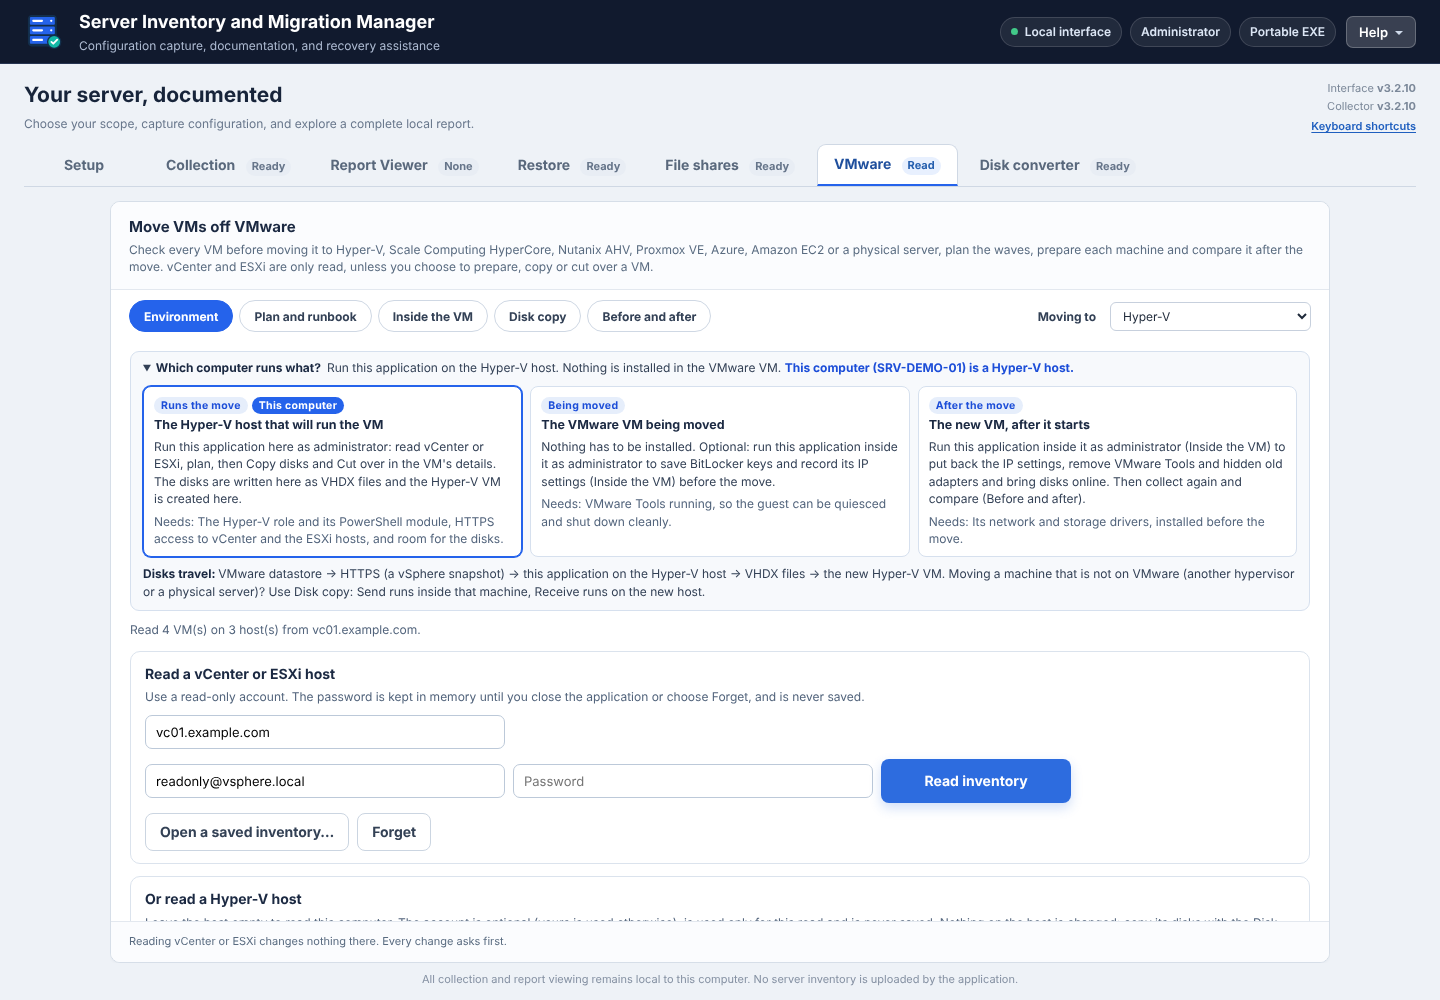 Server Inventory and Migration Manager
Configuration capture, documentation, and recovery assistance
Local interface
Administrator
Portable EXE
Help
Your server, documented
Choose your scope, capture configuration, and explore a complete local report.
Interface v3.2.10
Collector v3.2.10
Keyboard shortcuts
Setup
Collection Ready
Report Viewer None
Restore Ready
File shares Ready
VMware Read
Disk converter Ready
Move VMs off VMware
Check every VM before moving it to Hyper-V, Scale Computing HyperCore, Nutanix AHV, Proxmox VE, Azure, Amazon EC2 or a physical server, plan the waves, prepare each machine and compare it after the
move. vCenter and ESXi are only read, unless you choose to prepare, copy or cut over a VM.
Environment
Plan and runbook
Inside the VM
Disk copy
Before and after
Moving to
Hyper-V
Which computer runs what? Run this application on the Hyper-V host. Nothing is installed in the VMware VM. This computer (SRV-DEMO-01) is a Hyper-V host.
Runs the move This computer
The Hyper-V host that will run the VM
Run this application here as administrator: read vCenter or
ESXi, plan, then Copy disks and Cut over in the VM's details.
The disks are written here as VHDX files and the Hyper-V VM
is created here.
Needs: The Hyper-V role and its PowerShell module, HTTPS
access to vCenter and the ESXi hosts, and room for the disks.
Being moved
The VMware VM being moved
Nothing has to be installed. Optional: run this application inside
it as administrator to save BitLocker keys and record its IP
settings (Inside the VM) before the move.
Needs: VMware Tools running, so the guest can be quiesced
and shut down cleanly.
After the move
The new VM, after it starts
Run this application inside it as administrator (Inside the VM) to
put back the IP settings, remove VMware Tools and hidden old
adapters and bring disks online. Then collect again and
compare (Before and after).
Needs: Its network and storage drivers, installed before the
move.
Disks travel: VMware datastore → HTTPS (a vSphere snapshot) → this application on the Hyper-V host → VHDX files → the new Hyper-V VM. Moving a machine that is not on VMware (another hypervisor
or a physical server)? Use Disk copy: Send runs inside that machine, Receive runs on the new host.
Read 4 VM(s) on 3 host(s) from vc01.example.com.
Read a vCenter or ESXi host
Use a read-only account. The password is kept in memory until you close the application or choose Forget, and is never saved.
vc01.example.com
readonly@vsphere.local
Password
Read inventory
Open a saved inventory...
Forget
Or read a Hyper-V host
Reading vCenter or ESXi changes nothing there. Every change asks first.
All collection and report viewing remains local to this computer. No server inventory is uploaded by the application.